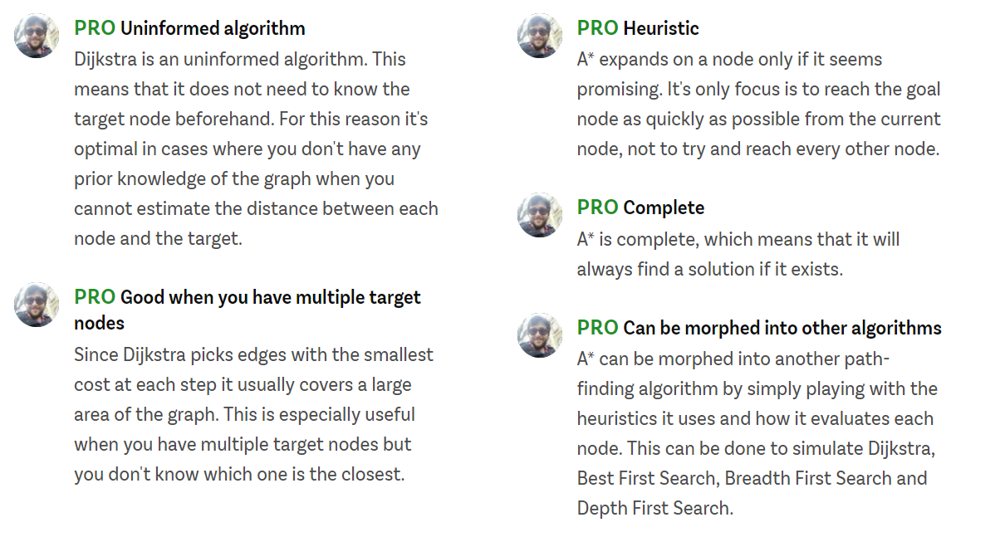 PRO Uninformed algorithm
Dijkstra is an uninformed algorithm. This
means that it does not need to know the
target node beforehand. For this reason it's
optimal in cases where you don't have any
prior knowledge of the graph when you
cannot estimate the distance between each
node and the target.
PRO Good when you have multiple target
nodes
Since Dijkstra picks edges with the smallest
cost at each step it usually covers a large
area of the graph. This is especially useful
when you have multiple target nodes but
you don't know which one is the closest.
PRO Heuristic
A* expands on a node only if it seems
promising. It's only focus is to reach the goal
node as quickly as possible from the current
node, not to try and reach every other node.
PRO Complete
A* is complete, which means that it will
always find a solution if it exists.
PRO Can be morphed into other algorithms
A* can be morphed into another path-
finding algorithm by simply playing with the
heuristics it uses and how it evaluates each
node. This can be done to simulate Dijkstra,
Best First Search, Breadth First Search and
Depth First Search.